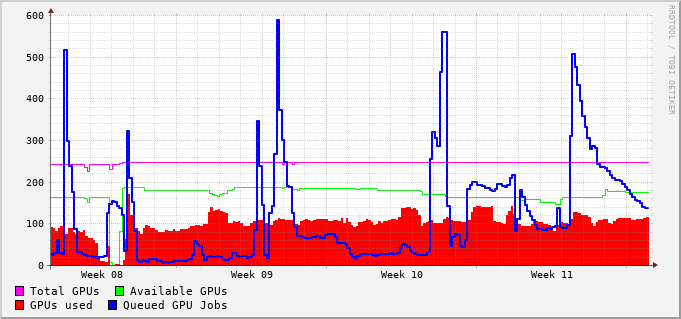 600
500
400
300
200
100
0
Week 08 Week 09 Week 10 Week 11
Total GPUs Available GPUs
GPUs used Queued GPU Jobs
RRDTOOL / TOBI OETIKER